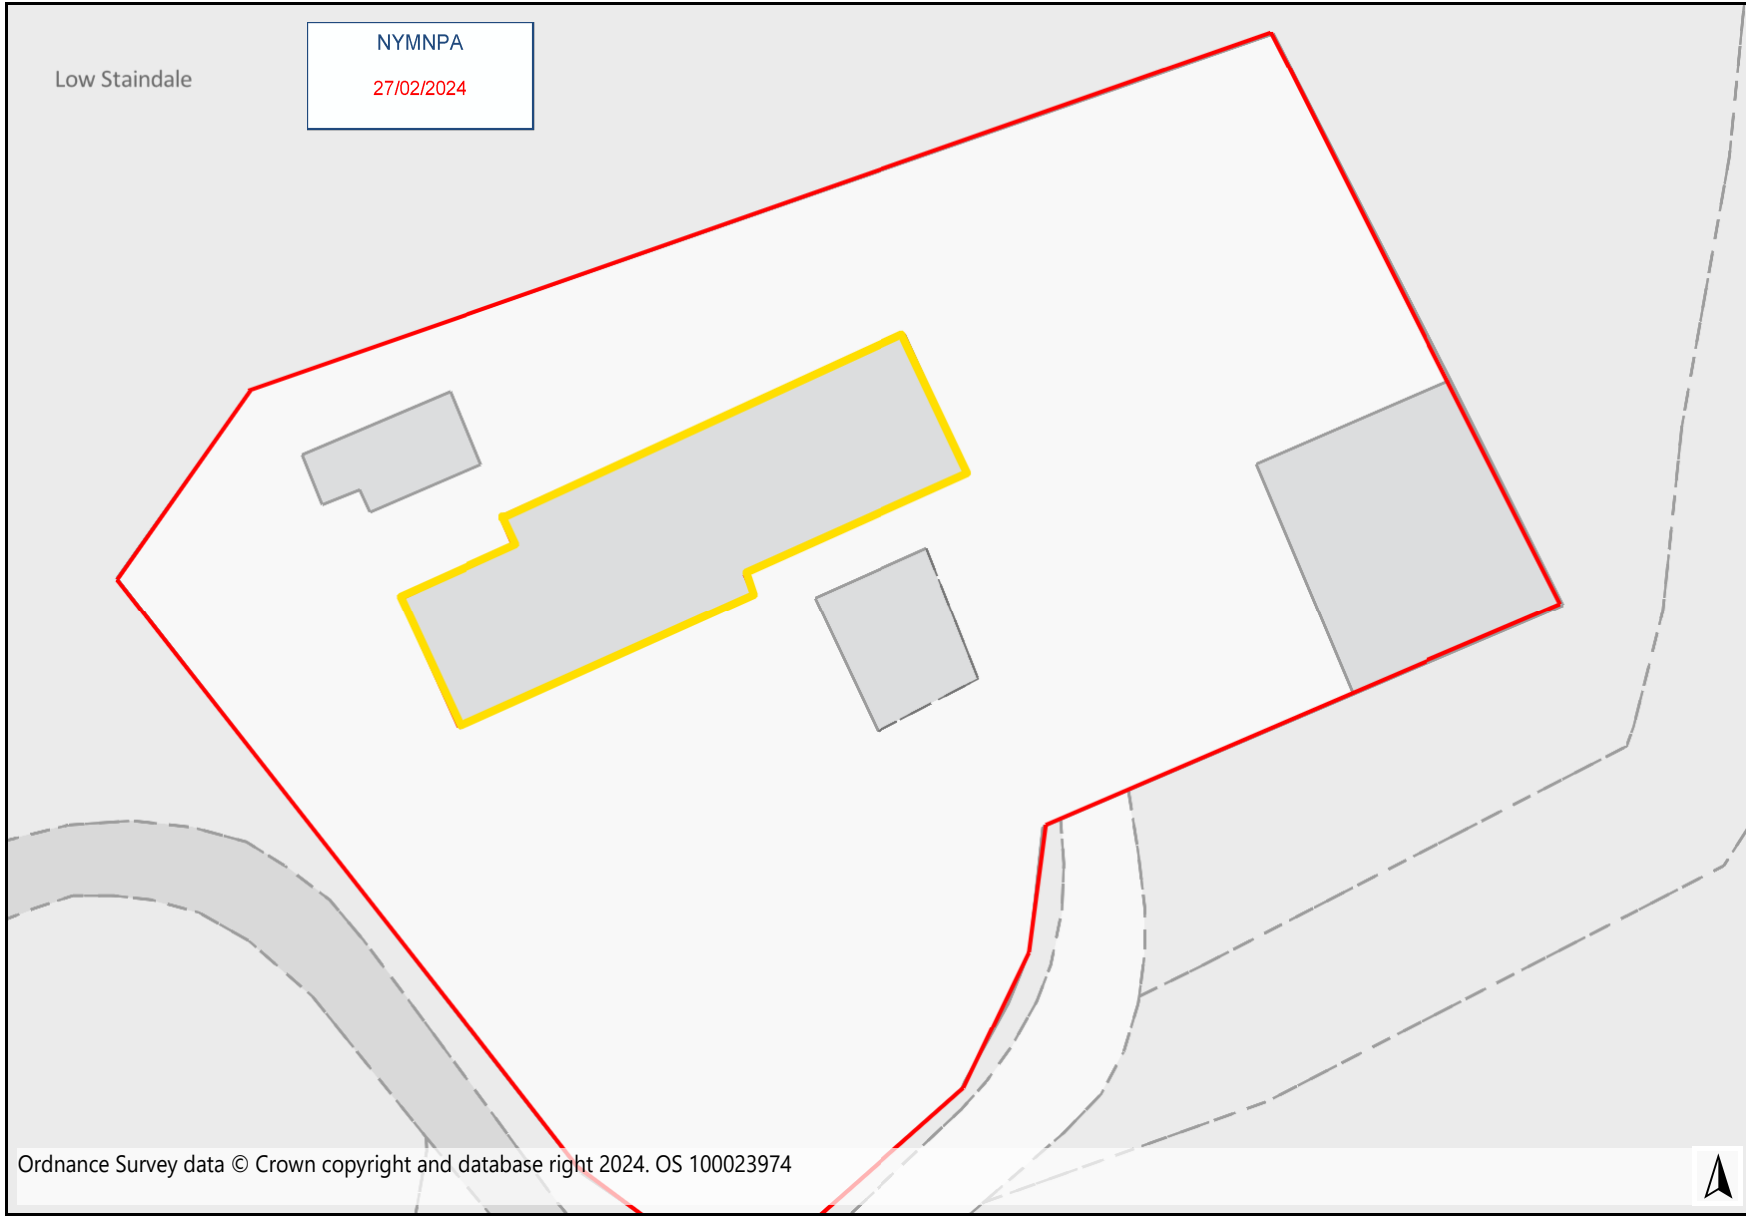 Low Staindale
NYMNPA
27/02/2024
Ordnance Survey data © Crown copyright and database right 2024. OS 100023974